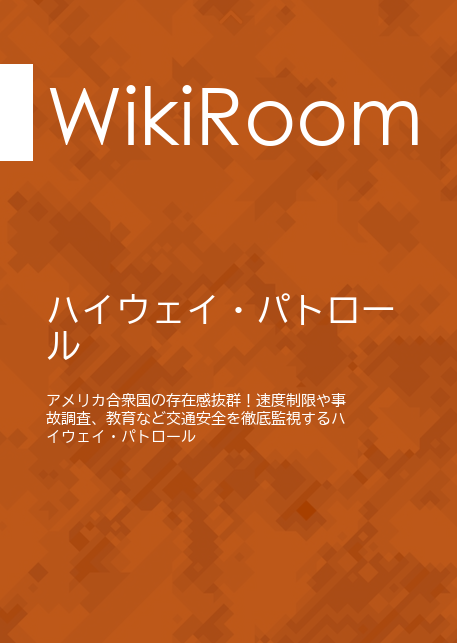 WikiRoom
ハイウェイ・パトロー
ル
アメリカ合衆国の存在感抜群！速度制限や事
故調査、教育など交通安全を徹底監視するハ
イウェイ・パトロール